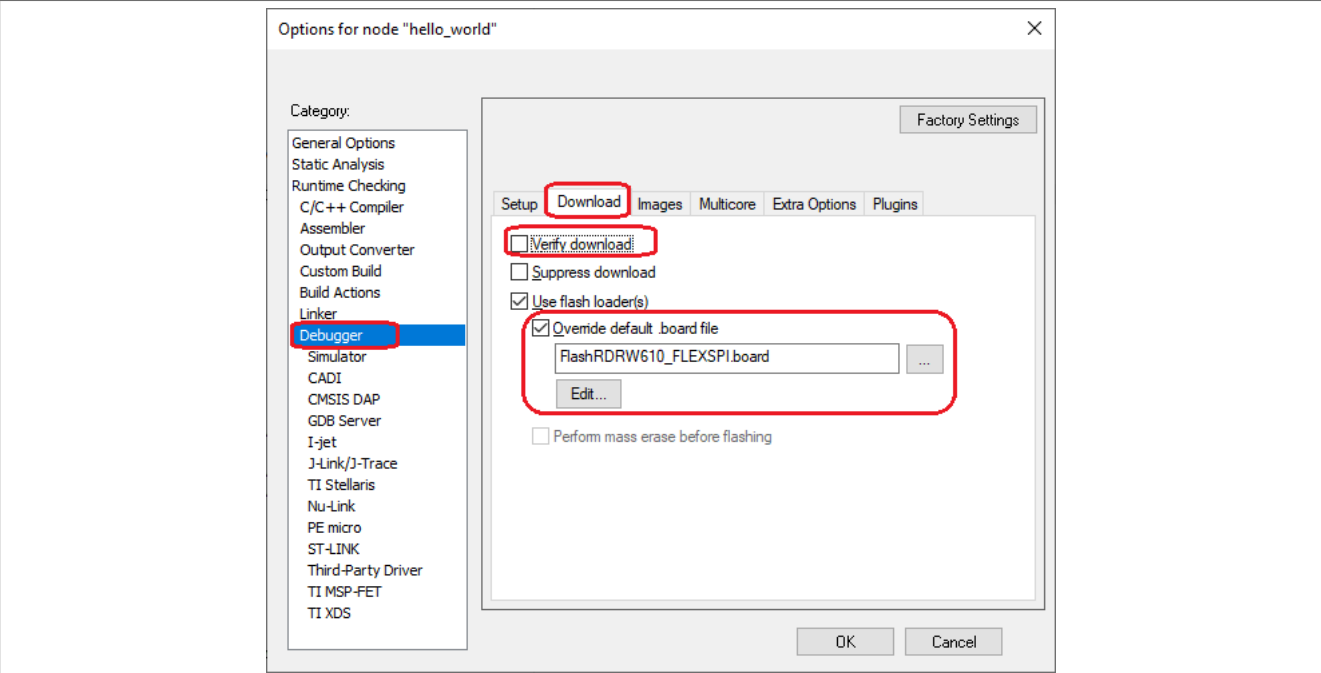 Options for node "hello_world"
Category:
General Options
Static Analysis
Runtime Checking
C/C++ Compiler
Assembler
Output Converter
Custom Build
Build Actions
Linker
Debugger
Simulator
CADI
CMSIS DAP
GDB Server
I-jet
J-Link/J-Trace
TI Stellaris
Nu-Link
PE micro
ST-LINK
Third-Party Driver
TI MSP-FET
TI XDS
Factory Settings
Setup Download Images Multicore Extra Options Plugins
Verify download
Suppress download
Use flash loader(s)
Override default .board file
FlashRDRW610_FLEXSPI.board
...
Edit...
Perform mass erase before flashing
OK Cancel